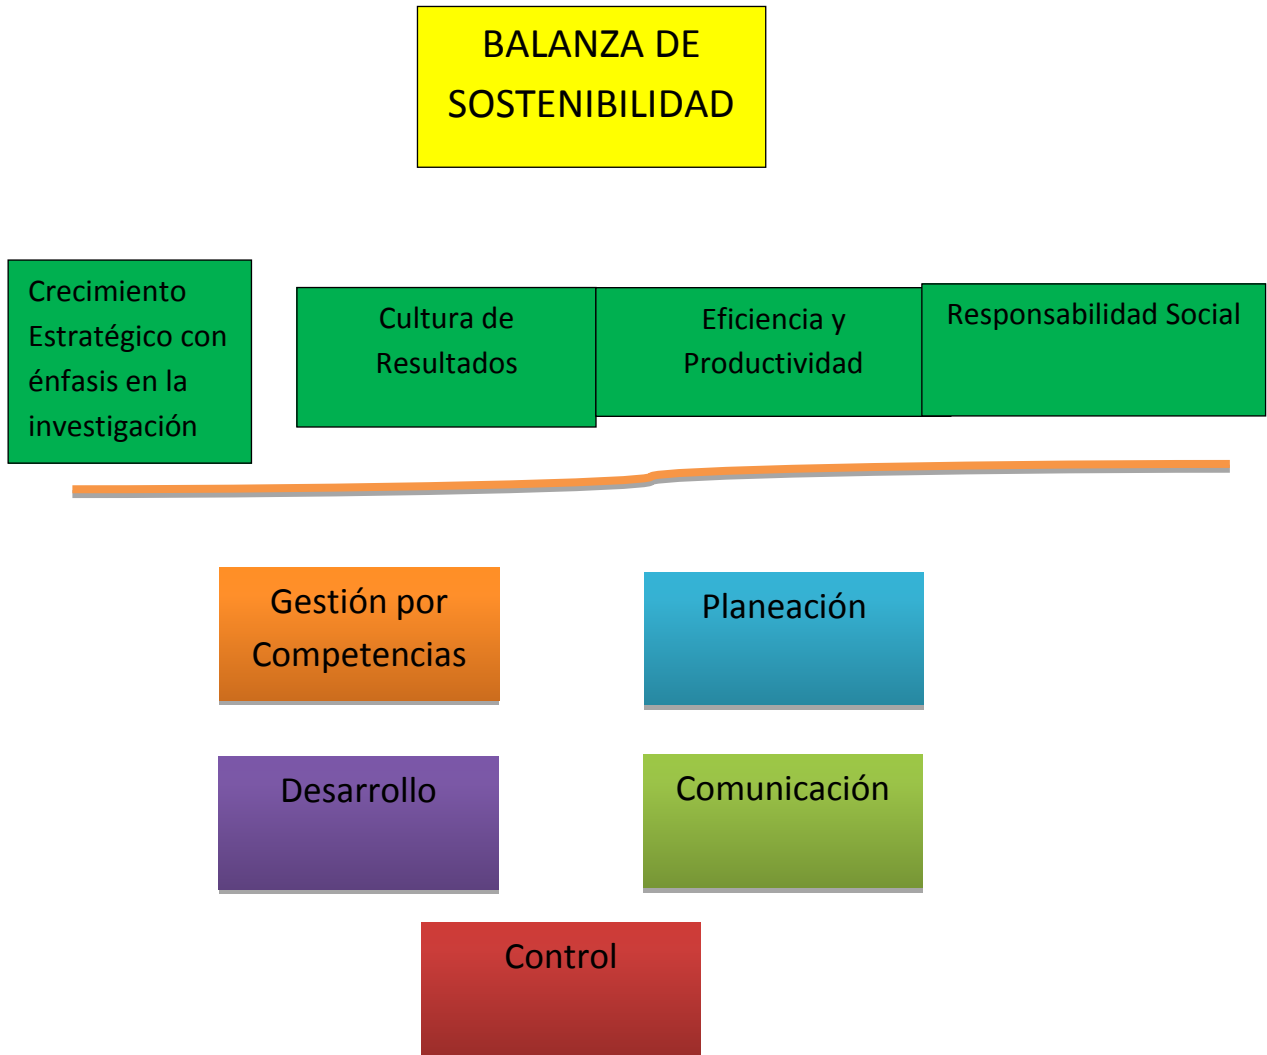 BALANZA DE
SOSTENIBILIDAD
Crecimiento
Estratégico con
énfasis en la
investigación
Cultura de
Resultados
Eficiencia y
Productividad
Responsabilidad Social
Gestión por
Competencias
Planeación
Desarrollo
Comunicación
Control